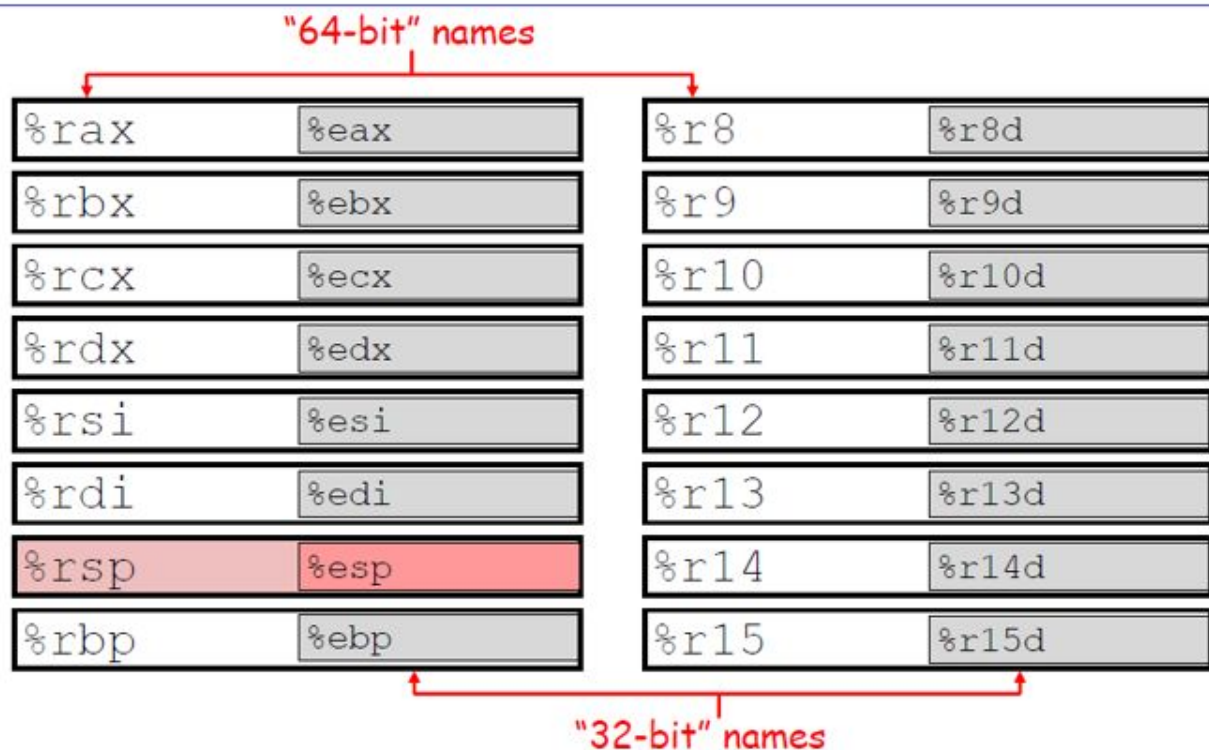 “64-bit” names
%rax %eax %r8 %r8d
%rbx %ebx %r9 %r9d
%rcx %ecx %r10 %r10d
%rdx %edx %r11 %r11d
%rsi %esi %r12 %r12d
%rdi %edi %r13 %r13d
%rsp %esp %r14 %r14d
%rbp %ebp %r15 %r15d
“32-bit” names